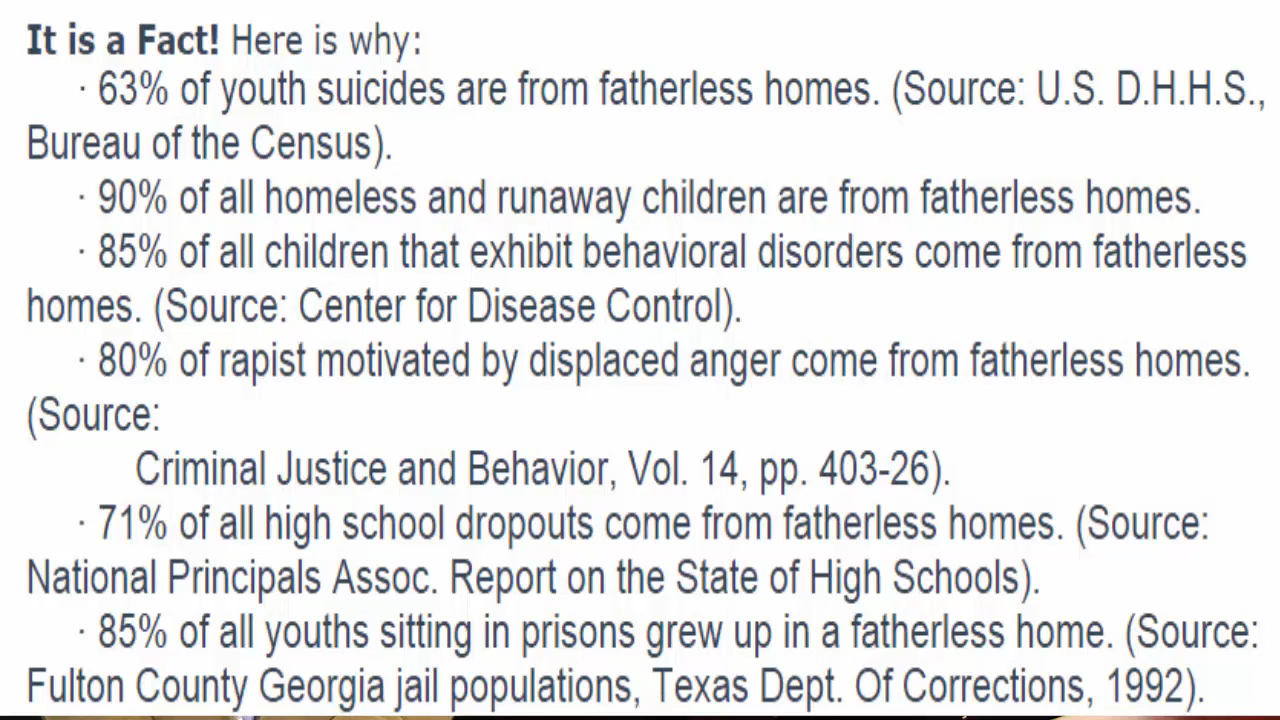 It is a Fact! Here is why:
· 63% of youth suicides are from fatherless homes. (Source: U.S. D.H.H.S.,
Bureau of the Census).
· 90% of all homeless and runaway children are from fatherless homes.
· 85% of all children that exhibit behavioral disorders come from fatherless
homes. (Source: Center for Disease Control).
· 80% of rapist motivated by displaced anger come from fatherless homes.
(Source:
Criminal Justice and Behavior, Vol. 14, pp. 403-26).
· 71% of all high school dropouts come from fatherless homes. (Source:
National Principals Assoc. Report on the State of High Schools).
· 85% of all youths sitting in prisons grew up in a fatherless home. (Source:
Fulton County Georgia jail populations, Texas Dept. Of Corrections, 1992).